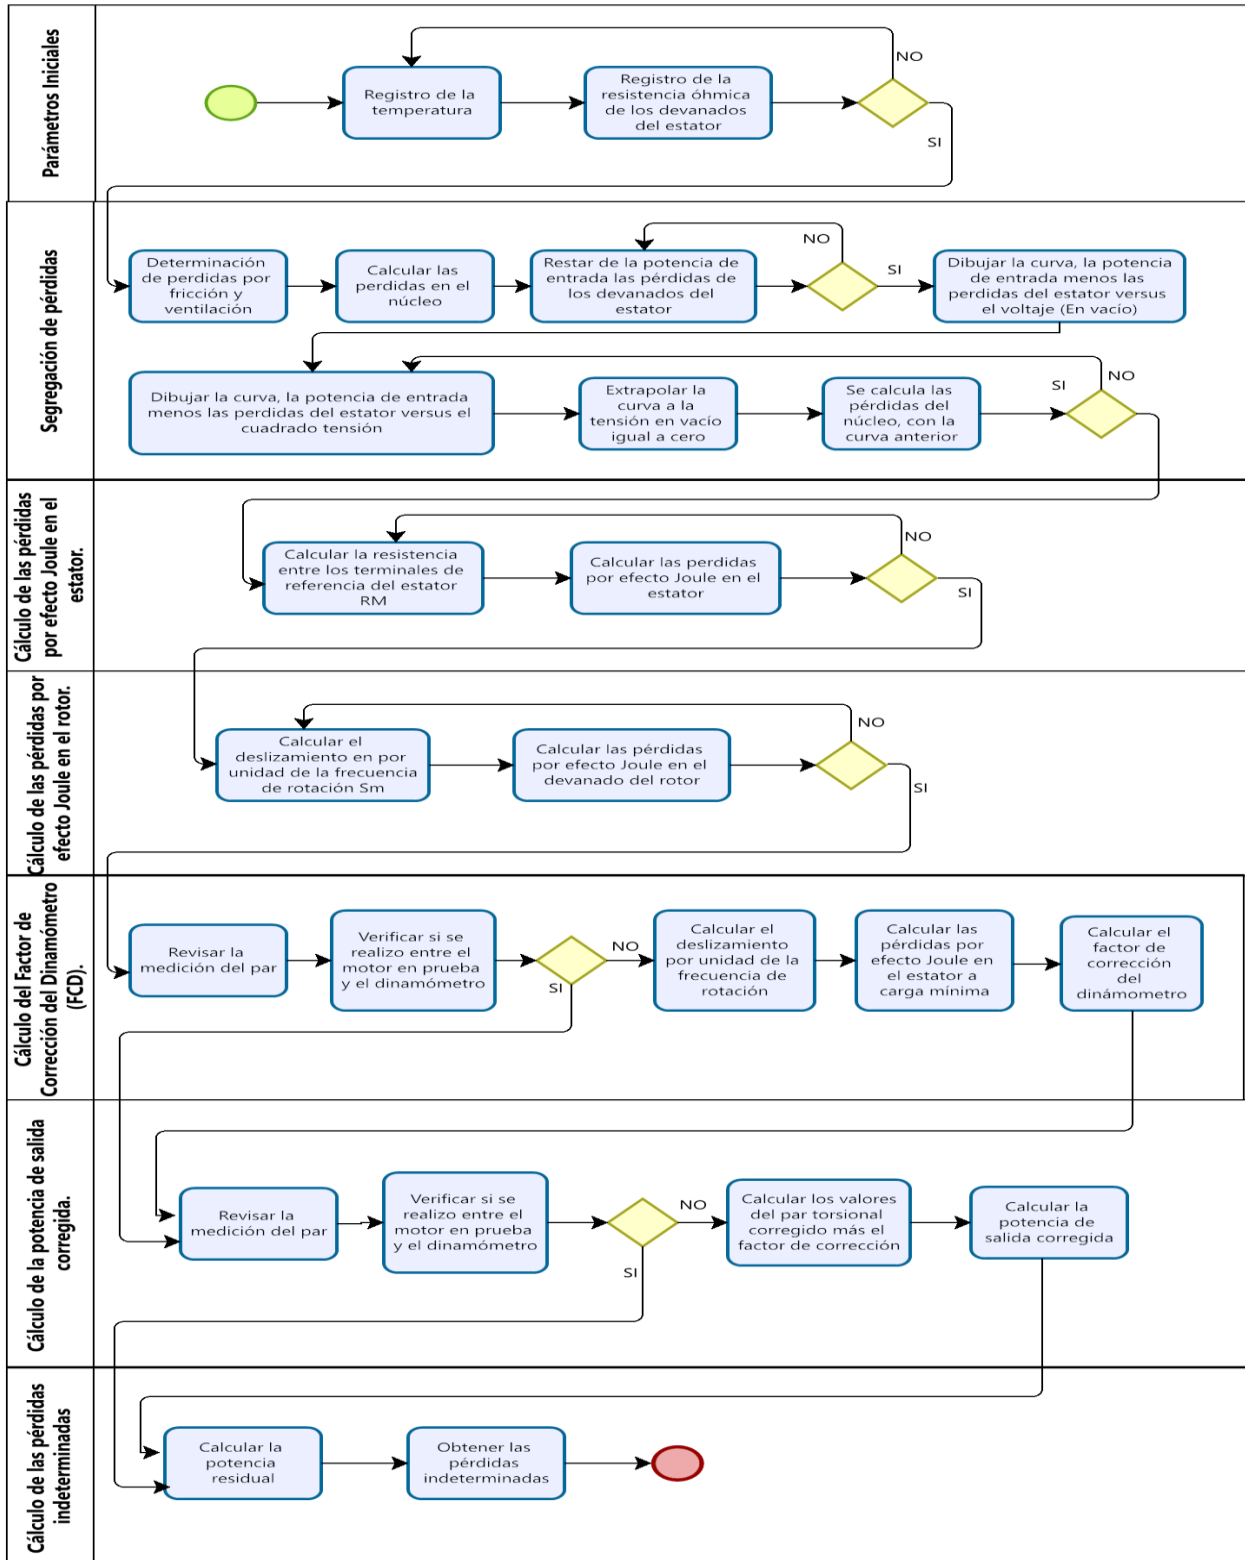 Parámetros Iniciales
Registro de la
temperatura
Registro de la
resistencia óhmica
de los devanados
del estator
NO
SI
Segregación de pérdidas
Determinación
de perdidas por
fricción y
ventilación
Calcular las
perdidas en el
núcleo
Restar de la potencia de
entrada las pérdidas de
los devanados del
estator
NO
SI
Dibujar la curva, la potencia
de entrada menos las
perdidas del estator versus
el voltaje (En vacío)
Dibujar la curva, la potencia de entrada
menos las perdidas del estator versus el
cuadrado tensión
Extrapolar la
curva a la
tensión en vacío
igual a cero
Se calcula las
pérdidas del
núcleo, con la
curva anterior
SI
NO
Cálculo de las pérdidas
por efecto Joule en el
estator.
Calcular la resistencia
entre los terminales de
referencia del estator
RM
Calcular las perdidas
por efecto Joule en el
estator
NO
SI
Cálculo de las pérdidas por
efecto Joule en el rotor.
Calcular el
deslizamiento en por
unidad de la frecuencia
de rotación Sm
Calcular las pérdidas
por efecto Joule en el
devanado del rotor
NO
SI
Cálculo del Factor de
Corrección del Dinamómetro
(FCD).
Revisar la
medición del par
Verificar si se
realizo entre el
motor en prueba
y el dinamómetro
NO
SI
Calcular el
deslizamiento
por unidad de la
frecuencia de
rotación
Calcular las
pérdidas por
efecto Joule en
el estator a
carga mínima
Calcular el
factor de
corrección
del
dinámometro
Cálculo de la potencia de salida
corregida.
Revisar la
medición del par
Verificar si se
realizo entre el
motor en prueba
y el dinamómetro
NO
SI
Calcular los valores
del par torsional
corregido más el
factor de corrección
Calcular la
potencia de
salida corregida
Cálculo de las pérdidas
indeterminadas
Calcular la
potencia
residual
Obtener las
pérdidas
indeterminadas